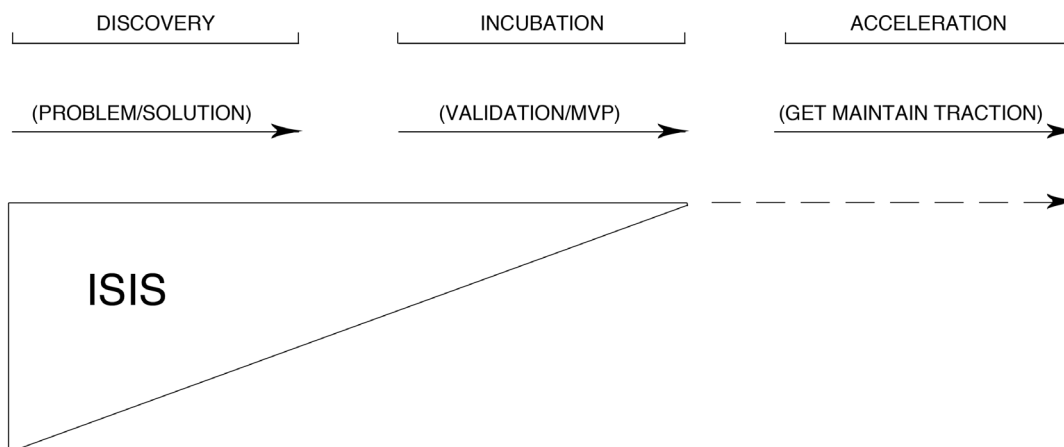 DISCOVERY
INCUBATION
ACCELERATION
(PROBLEM/SOLUTION)
(VALIDATION/MVP)
(GET MAINTAIN TRACTION)
ISIS